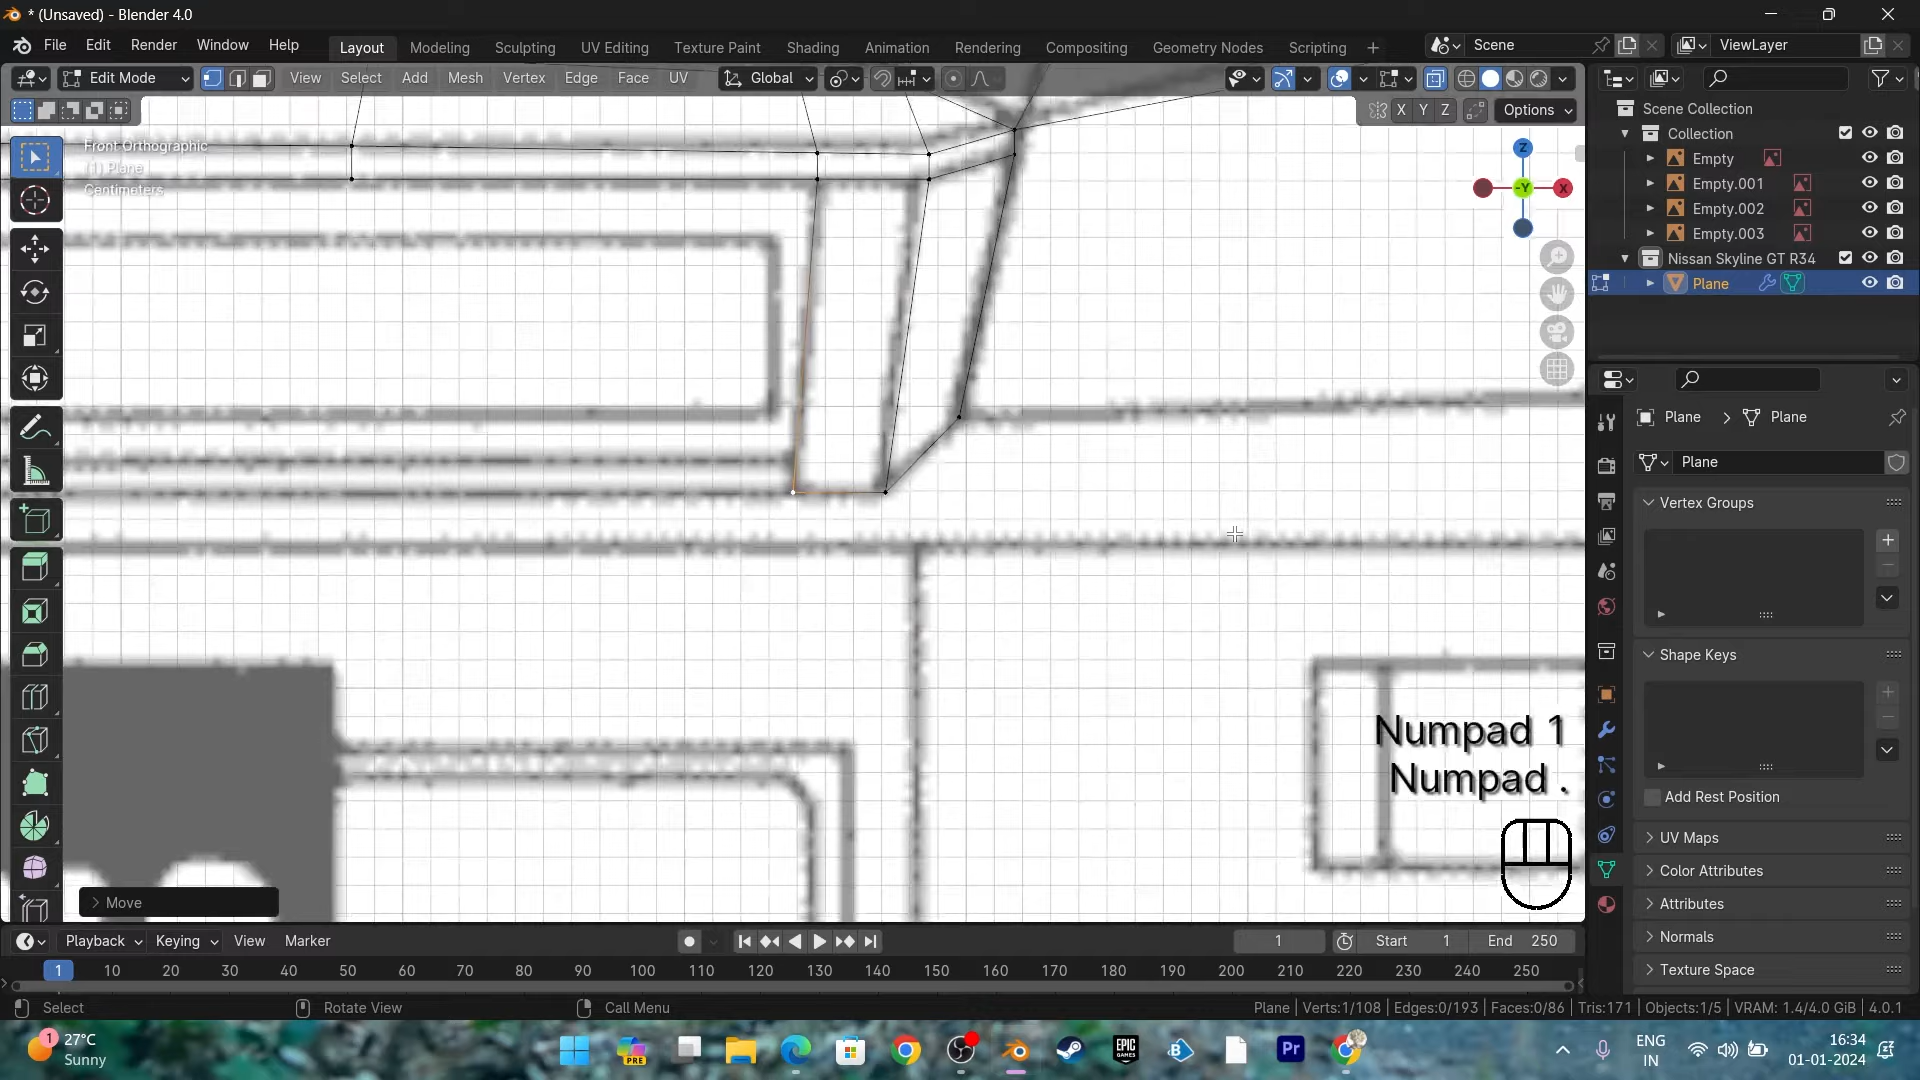 * (Unsaved) - Blender 4.0
File Edit Render Window Help Layout Modeling Sculpting UV Editing Texture Paint Shading Animation Rendering Compositing Geometry Nodes Scripting + Scene ViewLayer
Edit Mode View Select Add Mesh Vertex Edge Face UV Global
X Y Z Options
Front Orthographic
(1) Plane
Centimeters
Z
-Y X
Scene Collection
Collection
Empty
Empty.001
Empty.002
Empty.003
Nissan Skyline GT R34
Plane
Plane > Plane
Plane
Vertex Groups
Shape Keys
Add Rest Position
UV Maps
Color Attributes
Attributes
Normals
Texture Space
Numpad 1
Numpad .
Move
Playback Keying View Marker 1 Start 1 End 250
1 10 20 30 40 50 60 70 80 90 100 110 120 130 140 150 160 170 180 190 200 210 220 230 240 250
Select Rotate View Call Menu Plane | Verts:1/108 | Edges:0/193 | Faces:0/86 | Tris:171 | Objects:1/5 | VRAM: 1.4/4.0 GiB | 4.0.1
1 27°C
Sunny
PRE
EPIC GAMES
B
Pr
ENG
IN
16:34
01-01-2024